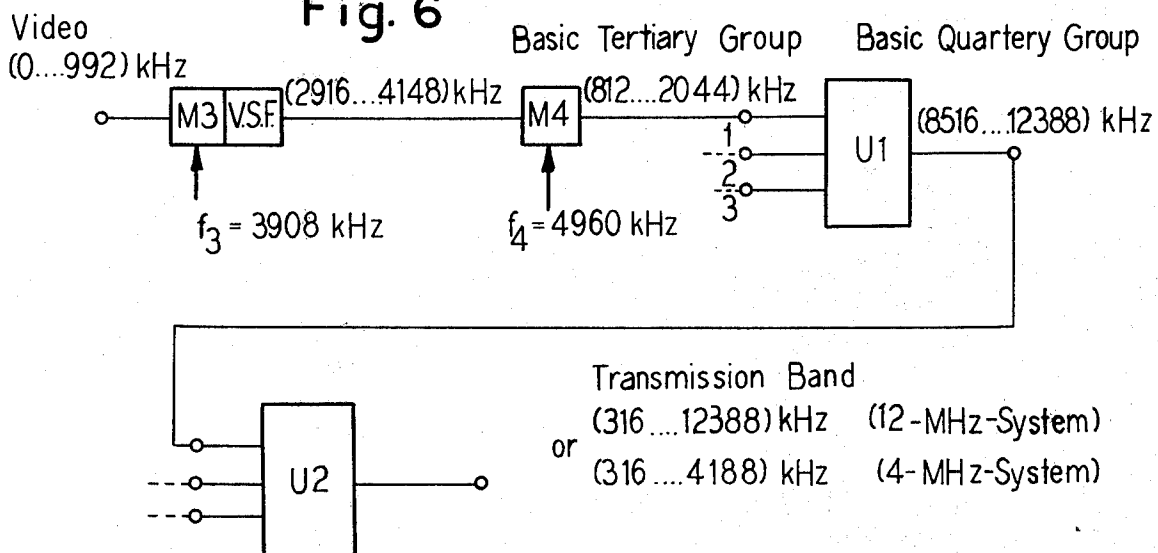 Fig. 6
Video
(0....992) kHz
Basic Tertiary Group
Basic Quartery Group
M3
V.S.F.
(2916...4148) kHz
M4
(812....2044) kHz
U1
(8516....12388) kHz
1
2
3
f3 = 3908 kHz
f4 = 4960 kHz
U2
Transmission Band
(316....12388) kHz (12-MHz-System)
or
(316....4188) kHz (4-MHz-System)